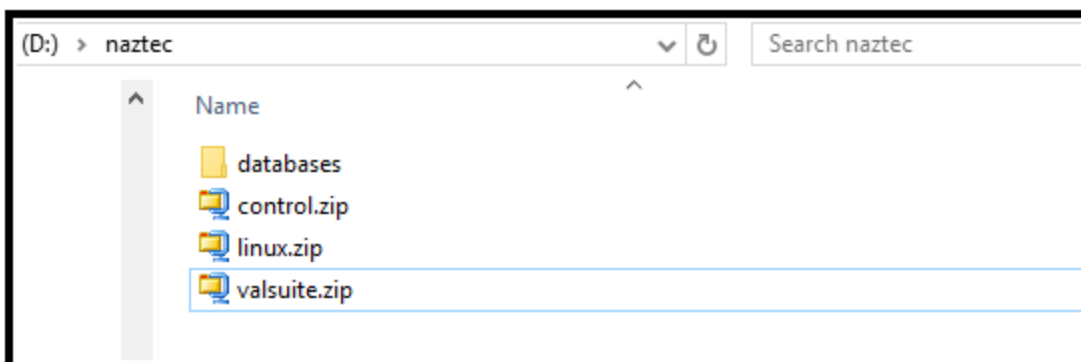 (D:) > naztec Search naztec
Name
databases
control.zip
linux.zip
valsuite.zip